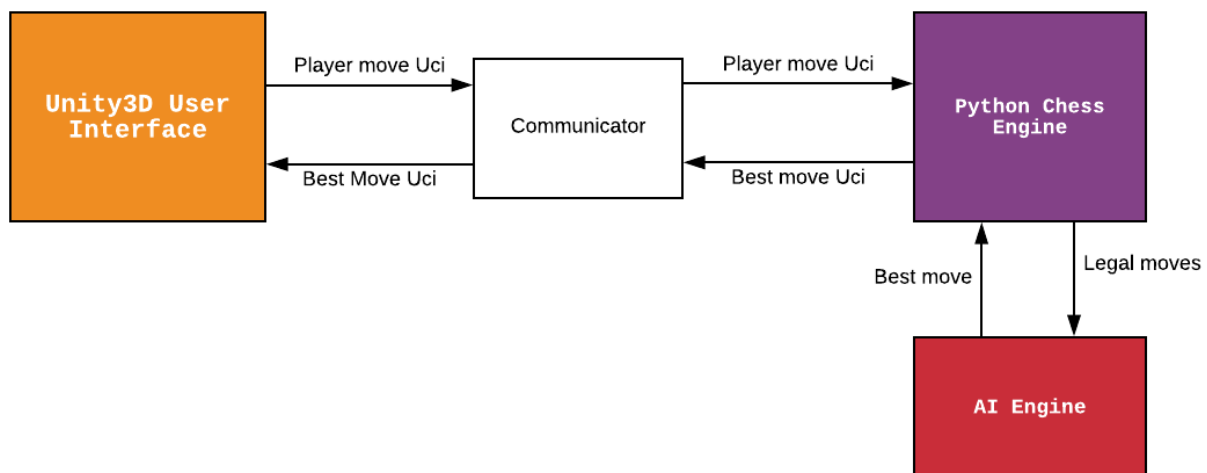 Unity3D User
Interface
Player move Uci
Best Move Uci
Communicator
Player move Uci
Best move Uci
Python Chess
Engine
Best move
Legal moves
AI Engine